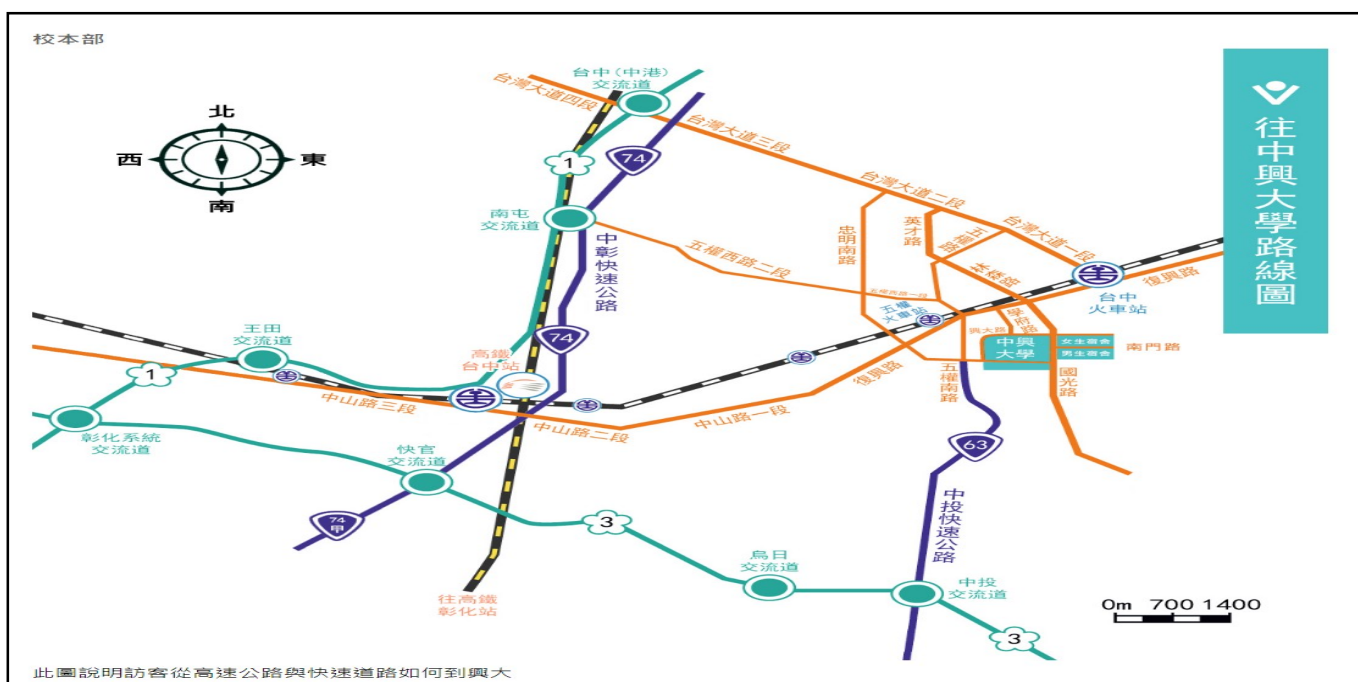 校本部
往中興大學路線圖
北
西
東
南
台中(中港)
交流道
台灣大道四段
台灣大道三段
台灣大道二段
台灣大道一段
1
74
南屯
交流道
中彰快速公路
五權西路二段
五權西路一段
忠明南路
英才路
五權路
復興路
台中
火車站
五權
火車站
學府路
興大路
中興
大學
女生宿舍
男生宿舍
南門路
國光路
五權南路
復興路
王田
交流道
1
74
高鐵
台中站
中山路三段
中山路二段
中山路一段
彰化系統
交流道
快官
交流道
74
甲
3
63
中投快速公路
烏日
交流道
中投
交流道
3
往高鐵
彰化站
0m 700 1400
此圖說明訪客從高速公路與快速道路如何到興大